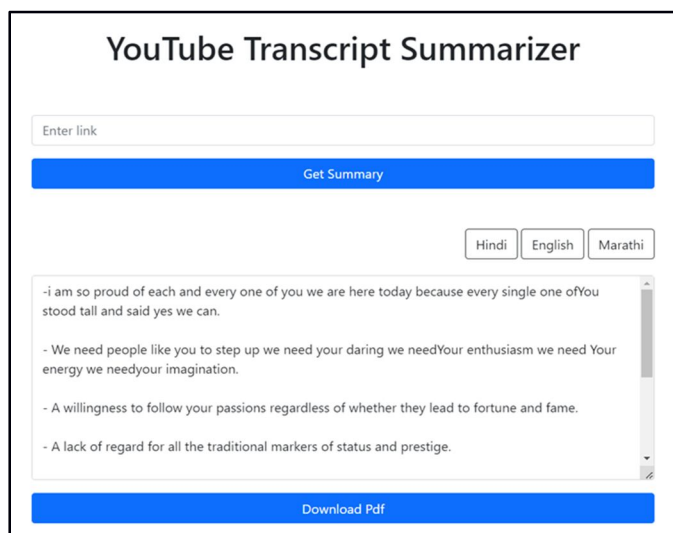 YouTube Transcript Summarizer
Enter link
Get Summary
Hindi English Marathi
-i am so proud of each and every one of you we are here today because every single one ofYou
stood tall and said yes we can.
- We need people like you to step up we need your daring we needYour enthusiasm we need Your
energy we needyour imagination.
- A willingness to follow your passions regardless of whether they lead to fortune and fame.
- A lack of regard for all the traditional markers of status and prestige.
Download Pdf